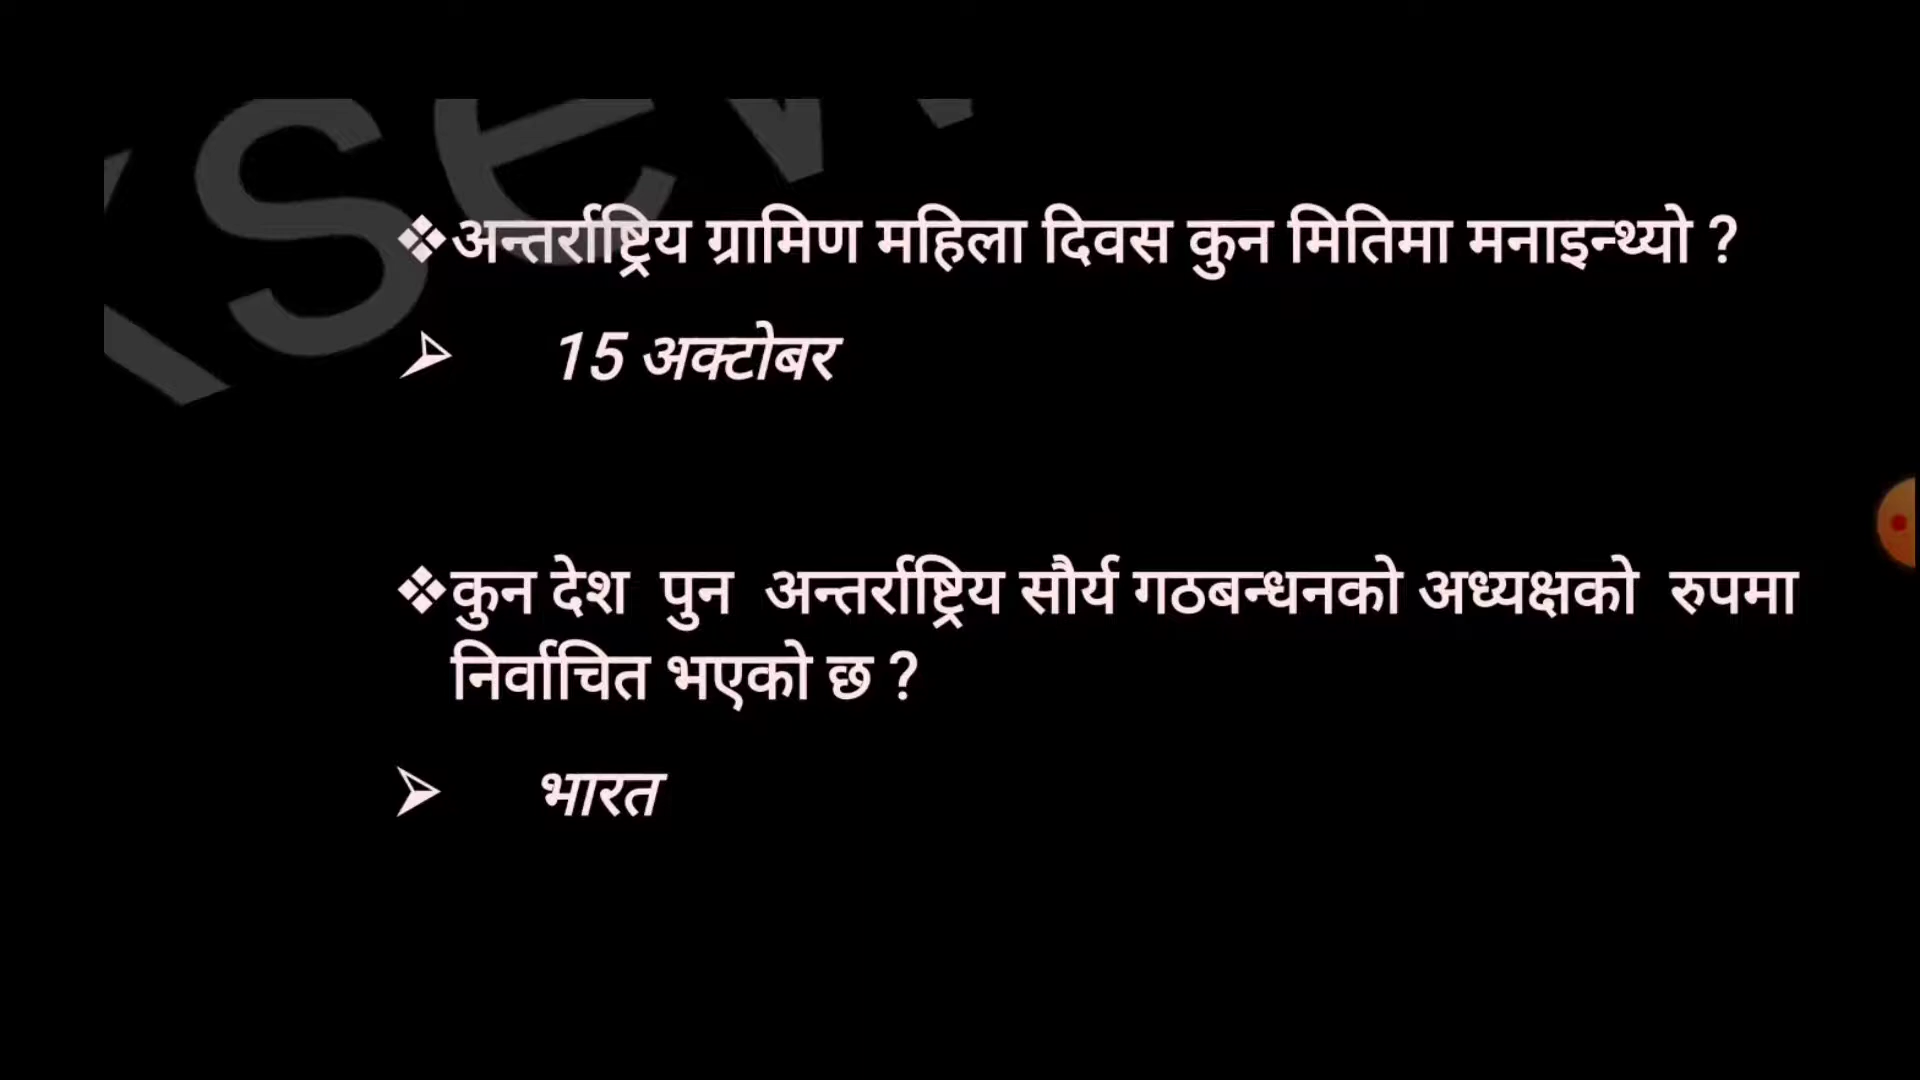 ❖अन्तर्राष्ट्रिय ग्रामिण महिला दिवस कुन मितिमा मनाइन्थ्यो ?
➢ 15 अक्टोबर
❖कुन देश पुन अन्तर्राष्ट्रिय सौर्य गठबन्धनको अध्यक्षको रुपमा
निर्वाचित भएको छ ?
➢ भारत